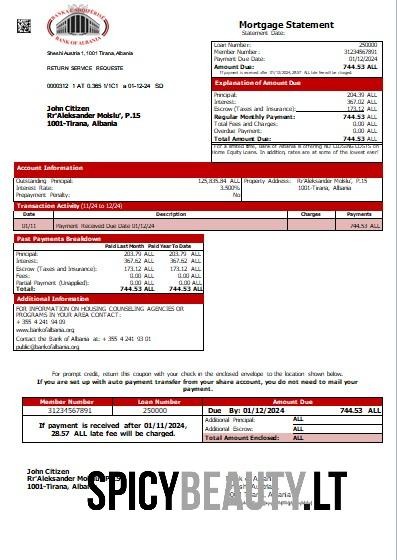 BANKA E SHQIPERISE
BANK OF ALBANIA
Mortgage Statement
Statement Date:
Sheshi Austria 1, 1001 Tirana, Albania
RETURN SERVICE REQUESTE
0000312 1 AT 0.365 1/1C1 a 01-12-24 SO
John Citizen
Rr'Aleksander Moisiu', P.15
1001-Tirana, Albania
Loan Number: 250000
Member Number: 31234567891
Payment Due Date: 01/12/24
Amount Due: 744.53 ALL
If payment is received after 01/12/2024, 28.57 ALL late fee will be charged.
Explanation of Amount Due
Principal: 204.39 ALL
Interest: 367.02 ALL
Escrow (Taxes and Insurance): 173.12 ALL
Regular Monthly Payment: 744.53 ALL
Total Fees and Charges: 0.00 ALL
Overdue Payment: 0.00 ALL
Total Amount Due: 744.53 ALL
For a limited time, Bank of Albania is offering NO CLOSING COSTS on
Home Equity Loans. In addition, rates are at some of the lowest ever!
Account Information
Outstanding Principal: 125,835.84 ALL
Interest Rate: 3.500%
Prepayment Penalty: No
Property Address: Rr'Aleksander Moisiu', P.15
1001-Tirana, Albania
Transaction Activity (11/24 to 12/24)
Date Description Charges Payments
01/11 Payment Received Due Date 01/12/24 744.53 ALL
Past Payments Breakdown
Paid Last Month Paid Year To Date
Principal: 203.79 ALL 203.79 ALL
Interest: 367.62 ALL 367.62 ALL
Escrow (Taxes and Insurance): 173.12 ALL 173.12 ALL
Fees: 0.00 ALL 0.00 ALL
Partial Payment (Unapplied): 0.00 ALL 0.00 ALL
Total: 744.53 ALL 744.53 ALL
Additional Information
FOR INFORMATION ON HOUSING COUNSELING AGENCIES OR
PROGRAMS IN YOUR AREA CONTACT:
+ 355 4 241 9409
www.bankofalbania.org
Contact the Bank of Albania at: + 355 4 241 93 01
public@bankofalbania.org
For prompt credit, return this coupon with your check in the enclosed envelope to the location shown below.
If you are set up with auto payment transfer from your share account, you do not need to mail your
payment.
Member Number Loan Number Amount Due
31234567891 250000 Due By: 01/12/2024 744.53 ALL
If payment is received after 01/11/2024,
28.57 ALL late fee will be charged.
Additional Principal: ALL
Additional Escrow: ALL
Total Amount Enclosed: ALL
John Citizen
Rr'Aleksander Moisiu', P.15
1001-Tirana, Albania
SPICYBEAUTY.LT